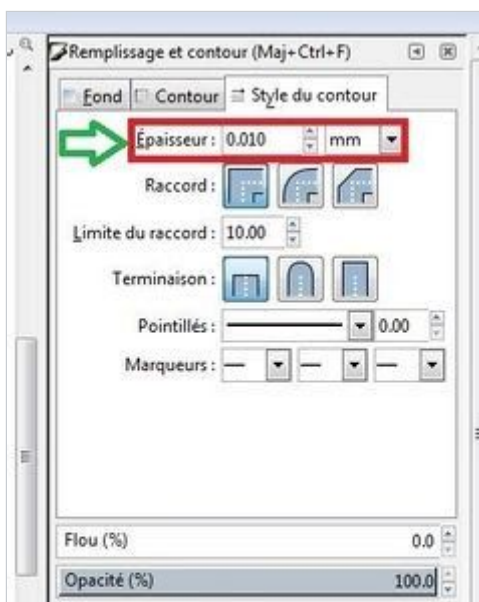 Remplissage et contour (Maj+Ctrl+F)
Fond Contour Style du contour
Épaisseur : 0.010 mm
Raccord :
Limite du raccord : 10.00
Terminaison :
Pointillés : 0.00
Marqueurs :
Flou (%) 0.0
Opacité (%) 100.0